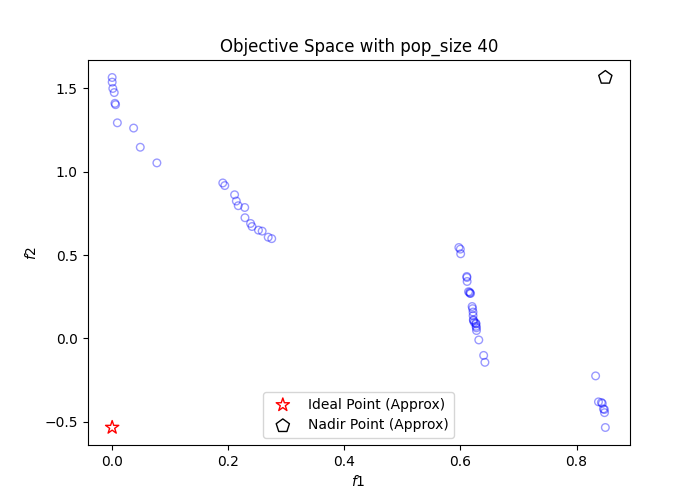 Objective Space with pop_size 40
f2
1.5
1.0
0.5
0.0
−0.5
Ideal Point (Approx)
Nadir Point (Approx)
0.0 0.2 0.4 0.6 0.8
f1